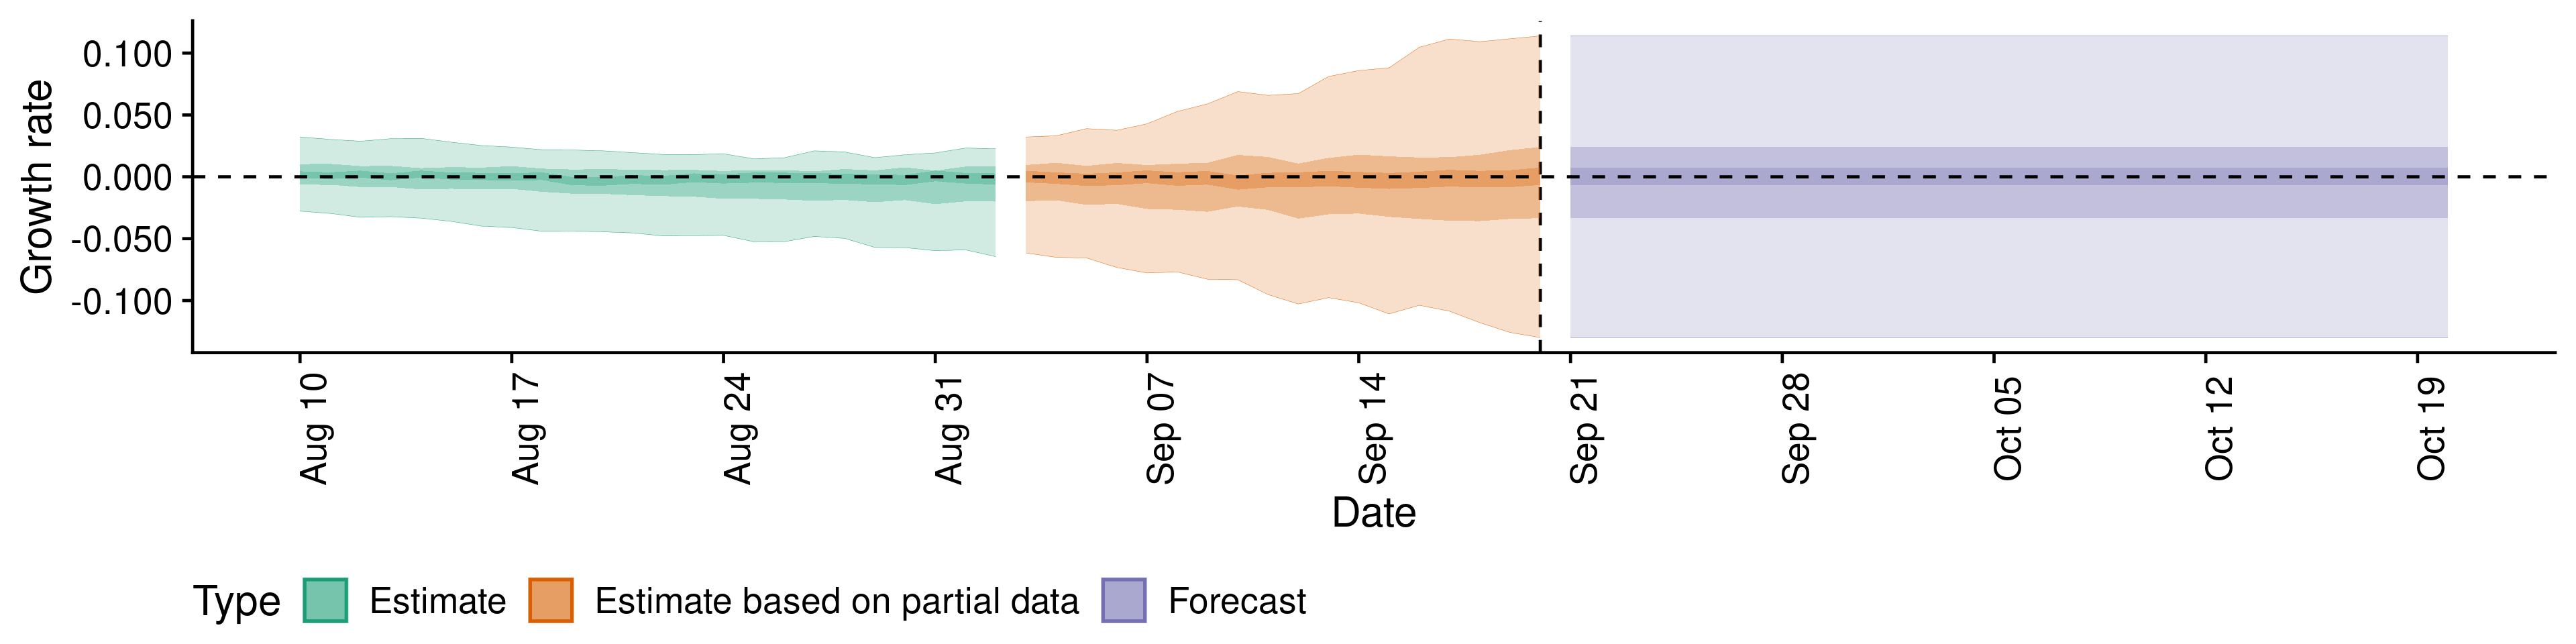 Growth rate
0.100
0.050
0.000
-0.050
-0.100
Aug 10
Aug 17
Aug 24
Aug 31
Sep 07
Sep 14
Sep 21
Sep 28
Oct 05
Oct 12
Oct 19
Date
Type Estimate Estimate based on partial data Forecast